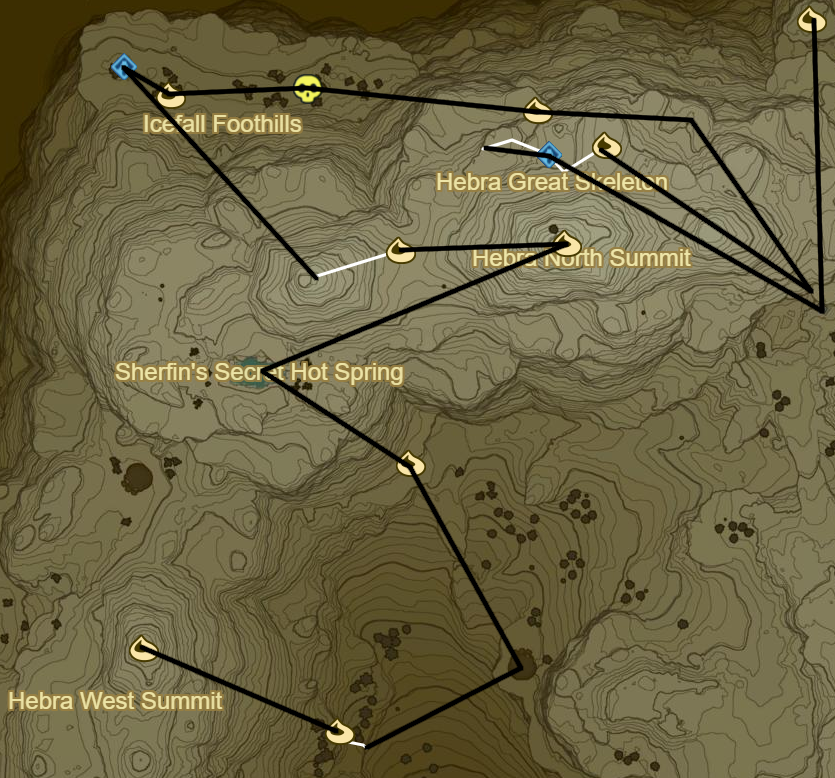 Icefall Foothills
Hebra Great Skeleton
Hebra North Summit
Sherfin's Secret Hot Spring
Hebra West Summit